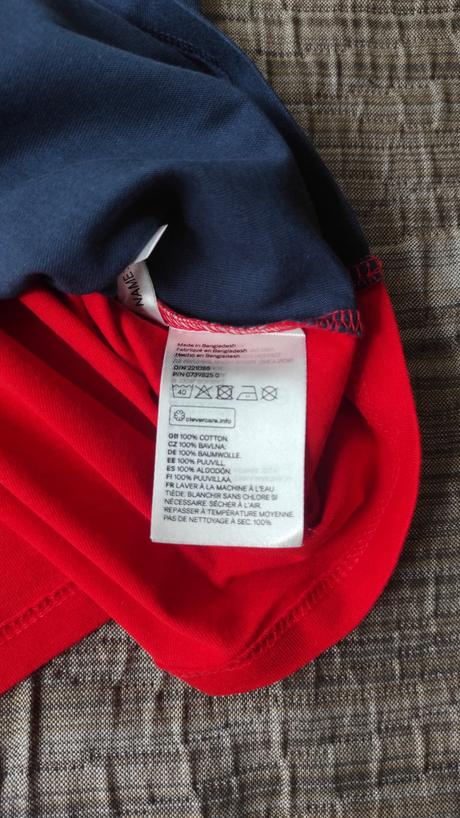 NAME:
Made in Bangladesh
Fabriqué en Bangladesh
Hecho en Bangladesh
P/N 0739825
40
clevercare.info
GB 100% COTTON.
CZ 100% BAVLNA.
DE 100% BAUMWOLLE.
EE 100% PUUVILL.
ES 100% ALGODÓN.
FI 100% PUUVILLAA.
FR LAVER À LA MACHINE À L'EAU
TIÈDE. BLANCHIR SANS CHLORE SI
NÉCESSAIRE. SÉCHER À L'AIR.
REPASSER À TEMPÉRATURE MOYENNE.
PAS DE NETTOYAGE À SEC. 100%